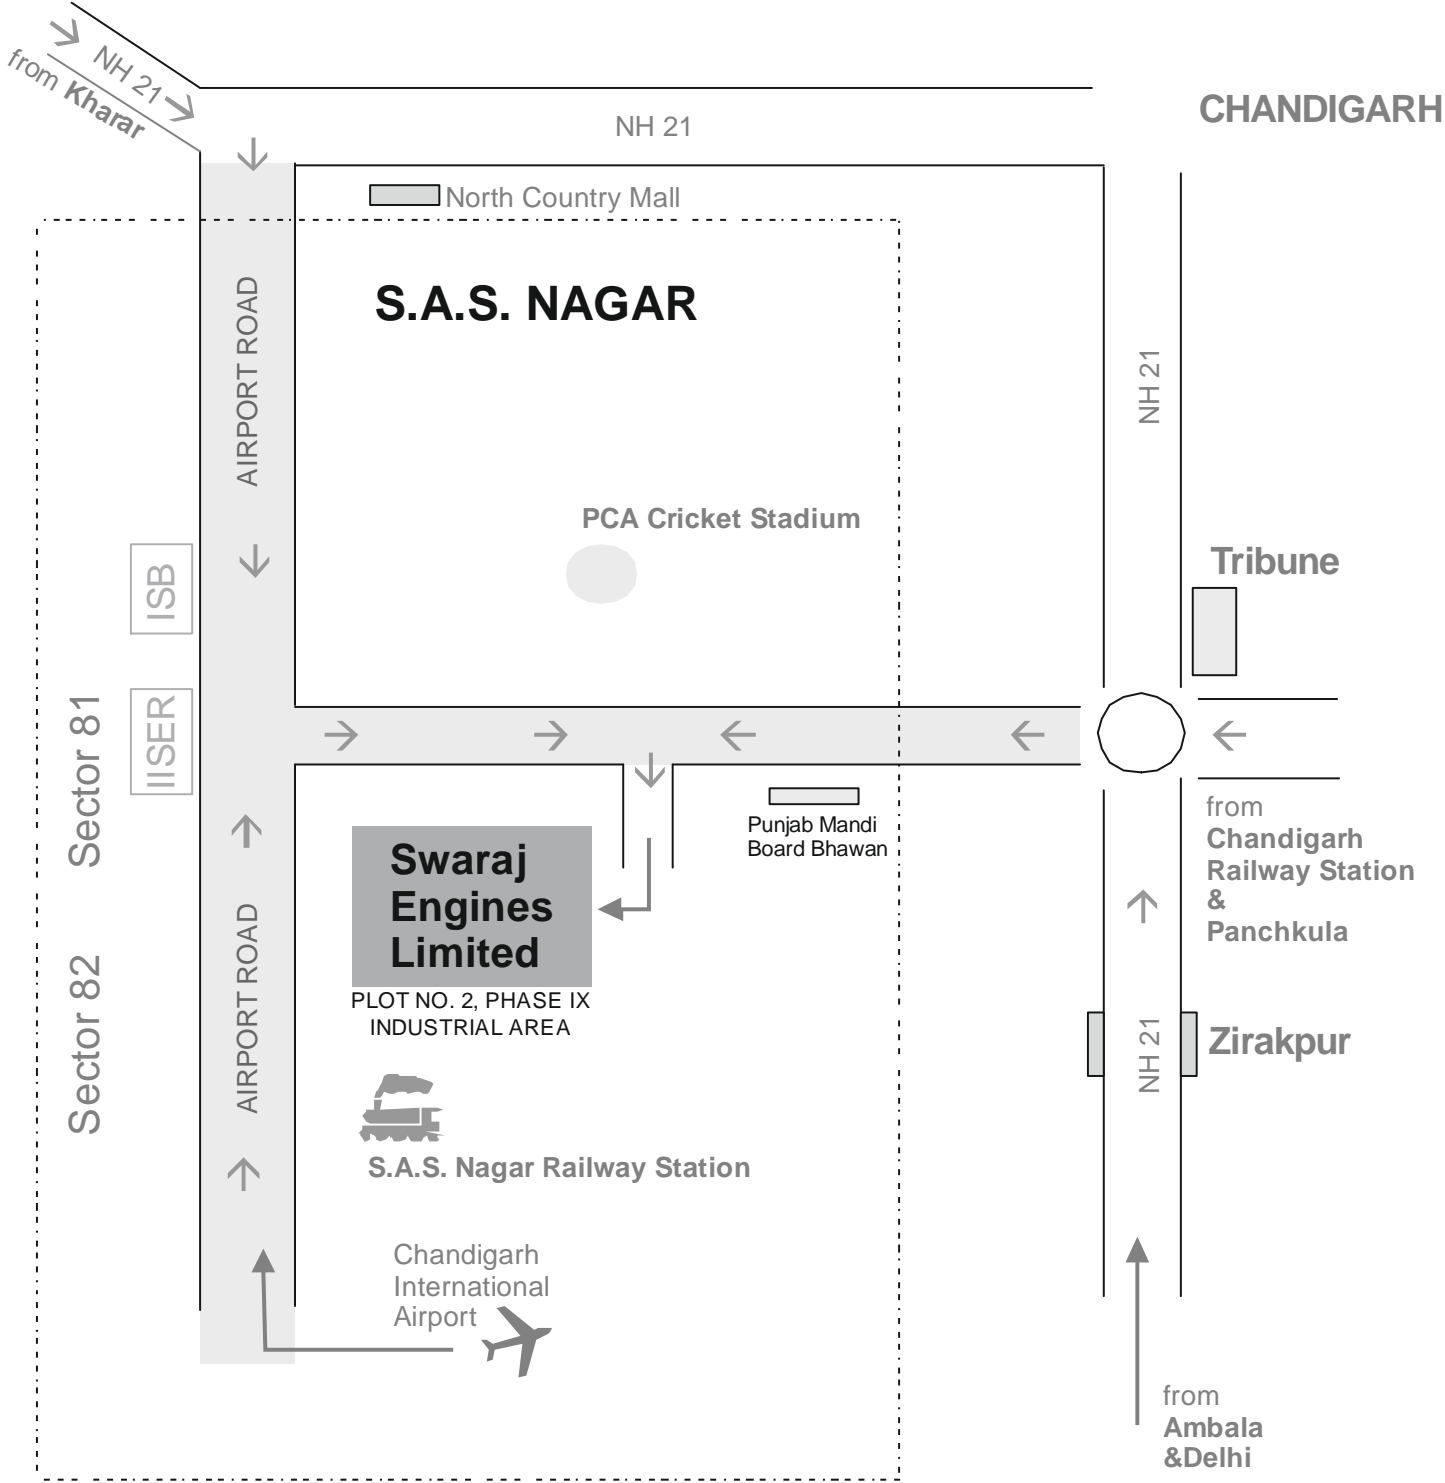 NH 21
from Kharar
CHANDIGARH
NH 21
North Country Mall
S.A.S. NAGAR
AIRPORT ROAD
NH 21
PCA Cricket Stadium
Tribune
ISB
IISER
Sector 81
Punjab Mandi
Board Bhawan
from
Chandigarh
Railway Station
&
Panchkula
Swaraj
Engines
Limited
PLOT NO. 2, PHASE IX
INDUSTRIAL AREA
AIRPORT ROAD
Sector 82
NH 21
Zirakpur
S.A.S. Nagar Railway Station
Chandigarh
International
Airport
from
Ambala
&Delhi